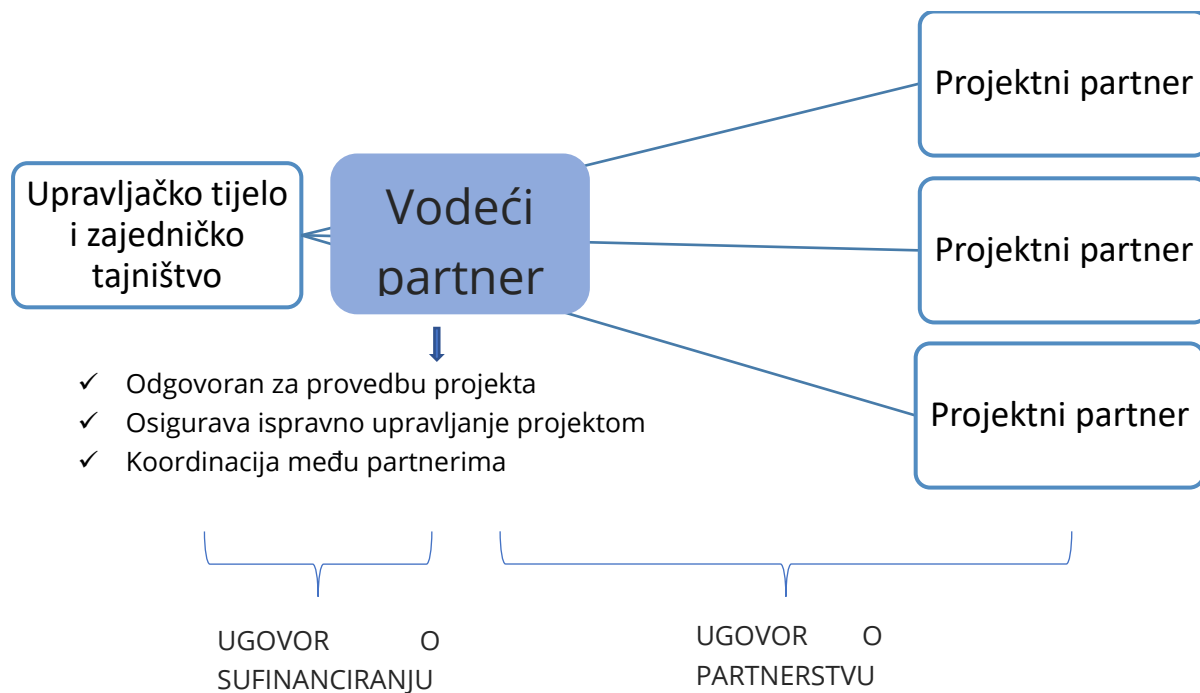 Projektni partner
Upravljačko tijelo
i zajedničko
tajništvo
Vodeći
partner
Projektni partner
Projektni partner
✓ Odgovoran za provedbu projekta
✓ Osigurava ispravno upravljanje projektom
✓ Koordinacija među partnerima
UGOVOR O
SUFINANCIRANJU
UGOVOR O
PARTNERSTVU